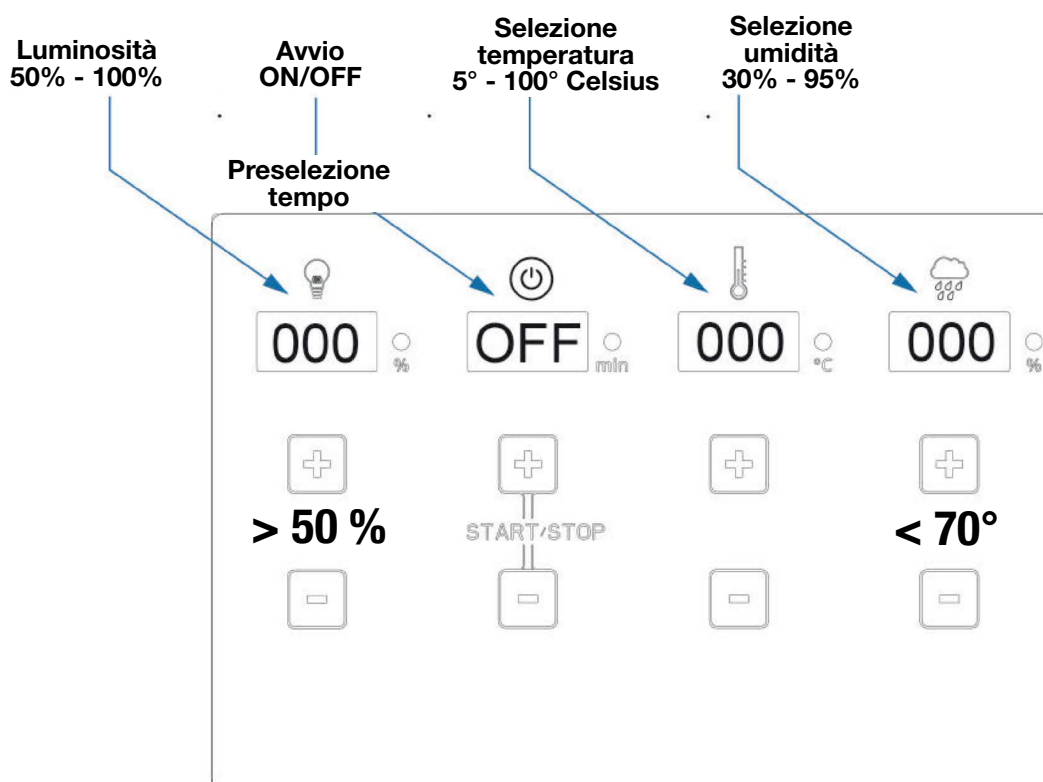 Luminosità
50% - 100%
Avvio
ON/OFF
Selezione
temperatura
5° - 100° Celsius
Selezione
umidità
30% - 95%
Preselezione
tempo
000 %
OFF min
000 °C
000 %
> 50 %
START/STOP
< 70°